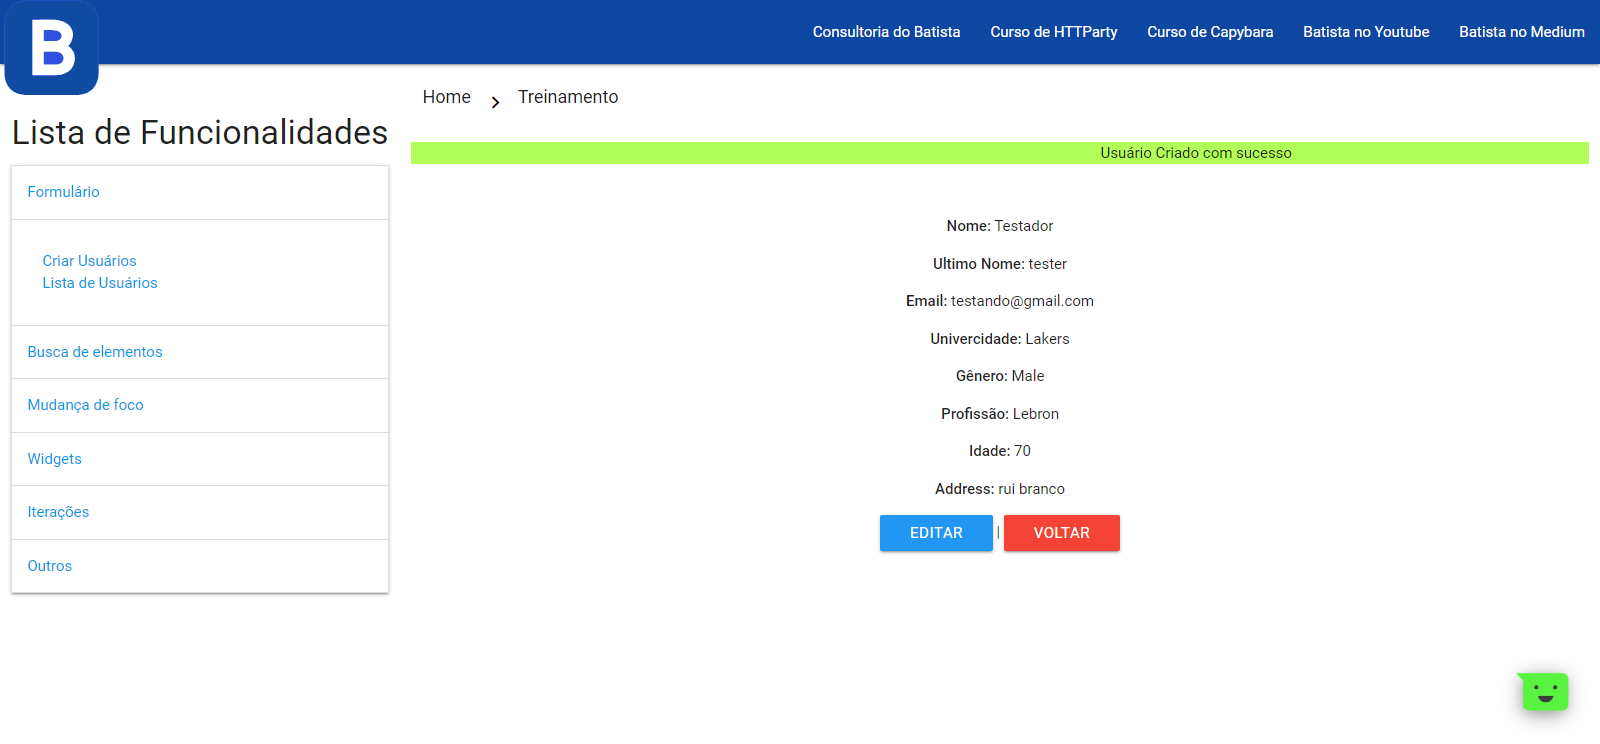 B
Consultoria do Batista Curso de HTTParty Curso de Capybara Batista no Youtube Batista no Medium
Home Treinamento
Lista de Funcionalidades
Formulário
Criar Usuários
Lista de Usuários
Busca de elementos
Mudança de foco
Widgets
Iterações
Outros
Usuário Criado com sucesso
Nome: Testador
Ultimo Nome: tester
Email: testando@gmail.com
Univercidade: Lakers
Gênero: Male
Profissão: Lebron
Idade: 70
Address: rui branco
EDITAR | VOLTAR